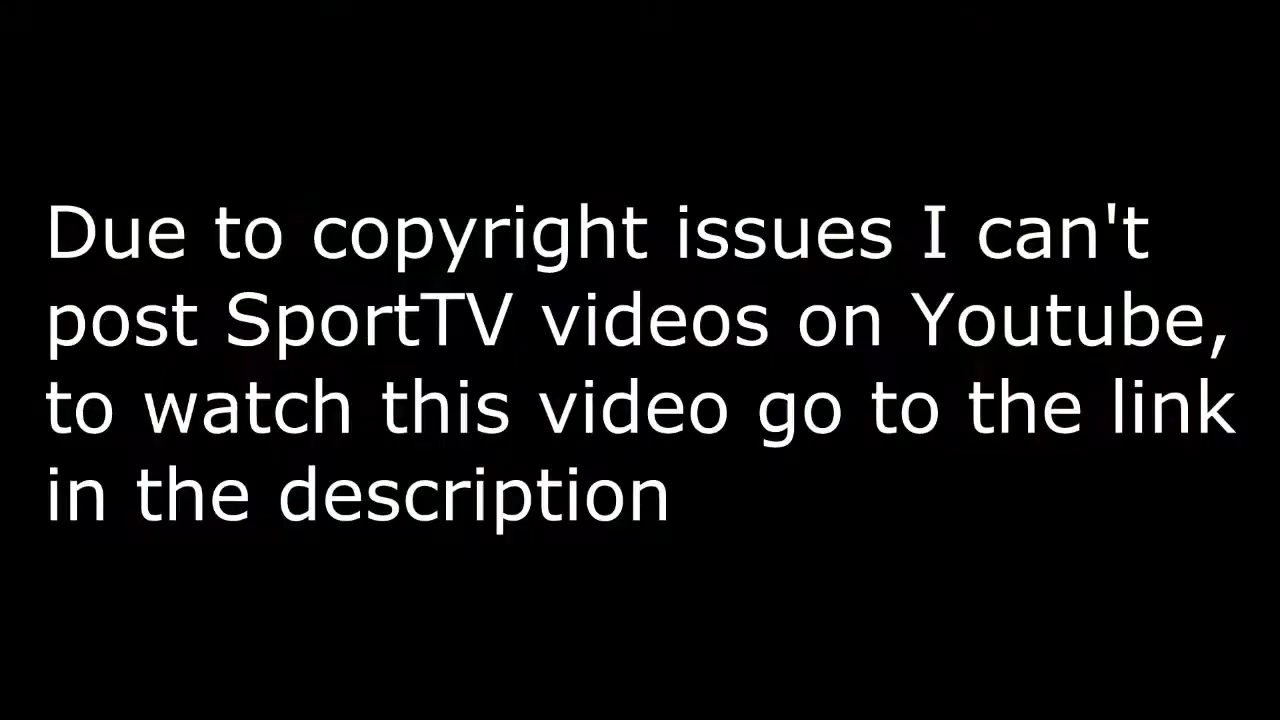 Due to copyright issues I can't
post SportTV videos on Youtube,
to watch this video go to the link
in the description